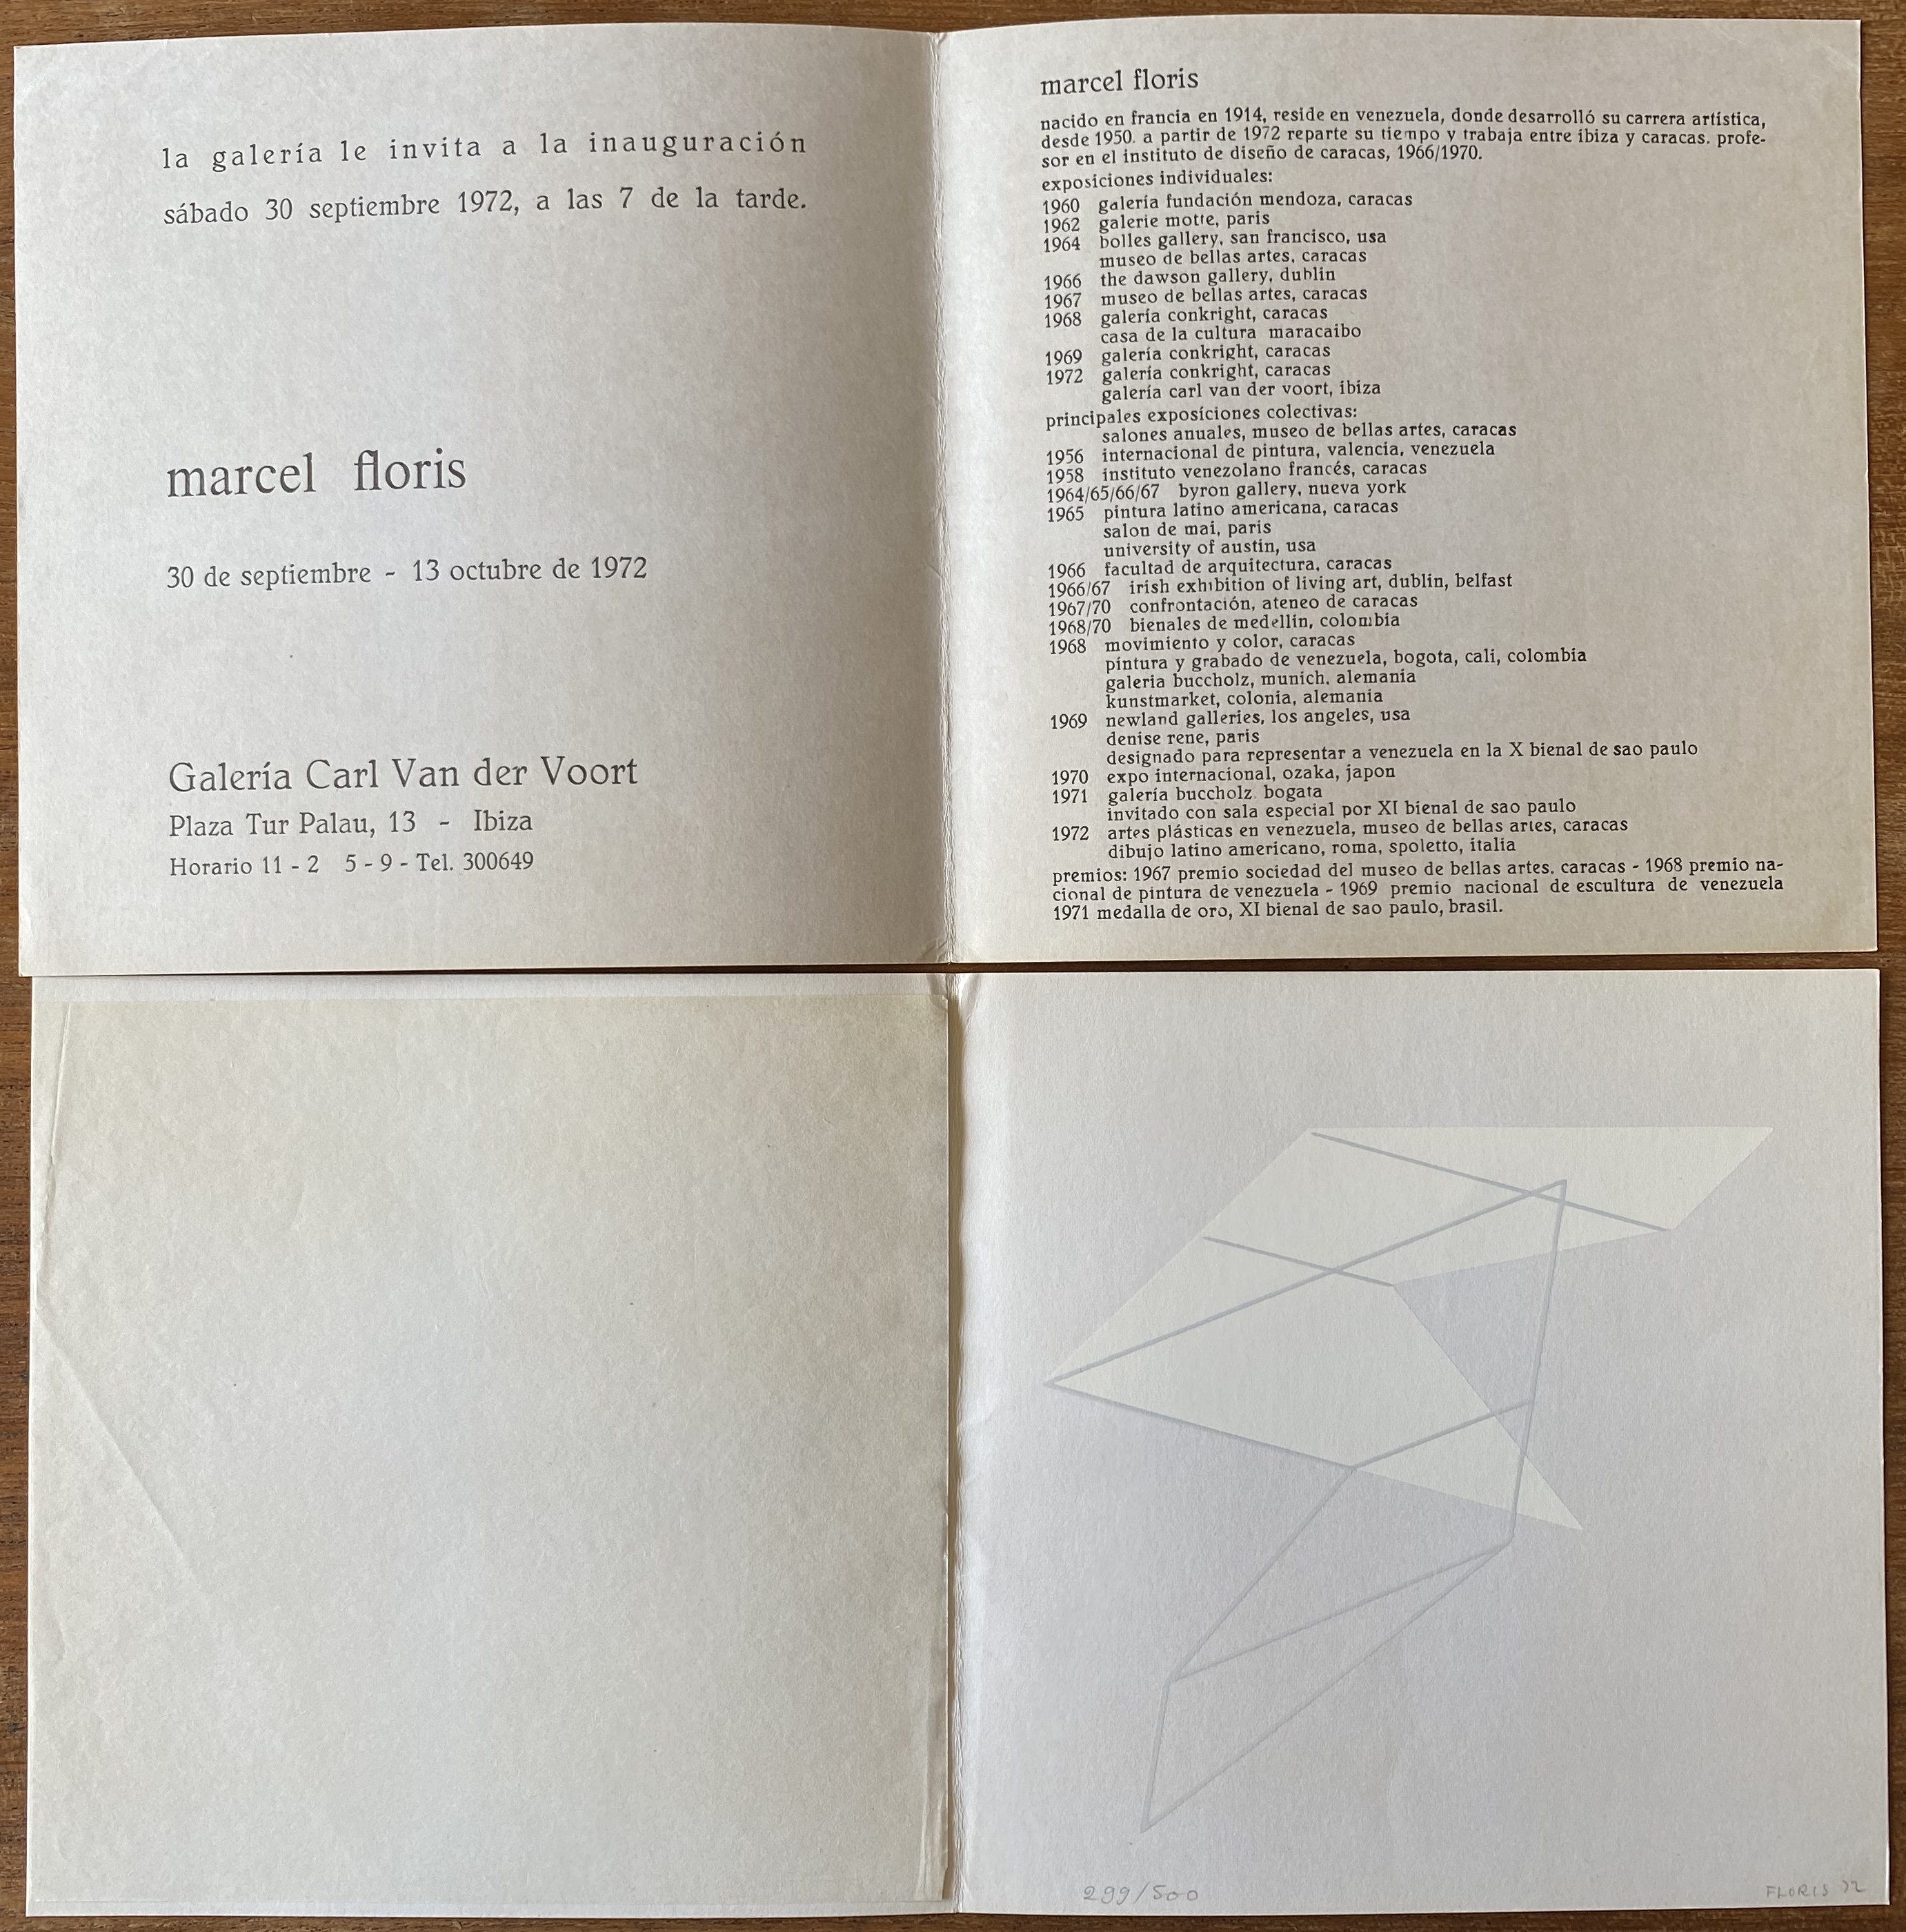 la galería le invita a la inauguración
sábado 30 septiembre 1972, a las 7 de la tarde.
marcel floris
30 de septiembre - 13 octubre de 1972
Galería Carl Van der Voort
Plaza Tur Palau, 13 - Ibiza
Horario 11 - 2 5 - 9 - Tel. 300649
marcel floris
nacido en francia en 1914, reside en venezuela, donde desarrolló su carrera artística,
desde 1950. a partir de 1972 reparte su tiempo y trabaja entre ibiza y caracas. profe-
sor en el instituto de diseño de caracas, 1966/1970.
exposiciones individuales:
1960 galería fundación mendoza, caracas
1962 galerie motte, paris
1964 bolles gallery, san francisco, usa
museo de bellas artes, caracas
1966 the dawson gallery, dublin
1967 museo de bellas artes, caracas
1968 galería conkright, caracas
casa de la cultura maracaibo
1969 galería conkright, caracas
1972 galería conkright, caracas
galería carl van der voort, ibiza
principales exposiciones colectivas:
salones anuales, museo de bellas artes, caracas
1956 internacional de pintura, valencia, venezuela
1958 instituto venezolano francés, caracas
1964/65/66/67 byron gallery, nueva york
1965 pintura latino americana, caracas
salon de mai, paris
university of austin, usa
1966 facultad de arquitectura, caracas
1966/67 irish exhibition of living art, dublin, belfast
1967/70 confrontación, ateneo de caracas
1968/70 bienales de medellin, colombia
1968 movimiento y color, caracas
pintura y grabado de venezuela, bogota, cali, colombia
galeria buccholz, munich, alemania
kunstmarket, colonia, alemania
1969 newland galleries, los angeles, usa
denise rene, paris
designado para representar a venezuela en la X bienal de sao paulo
1970 expo internacional, ozaka, japon
1971 galería buccholz. bogata
invitado con sala especial por XI bienal de sao paulo
1972 artes plásticas en venezuela, museo de bellas artes, caracas
dibujo latino americano, roma, spoletto, italia
premios: 1967 premio sociedad del museo de bellas artes. caracas - 1968 premio na-
cional de pintura de venezuela - 1969 premio nacional de escultura de venezuela
1971 medalla de oro, XI bienal de sao paulo, brasil.
299/500
FLORIS 72